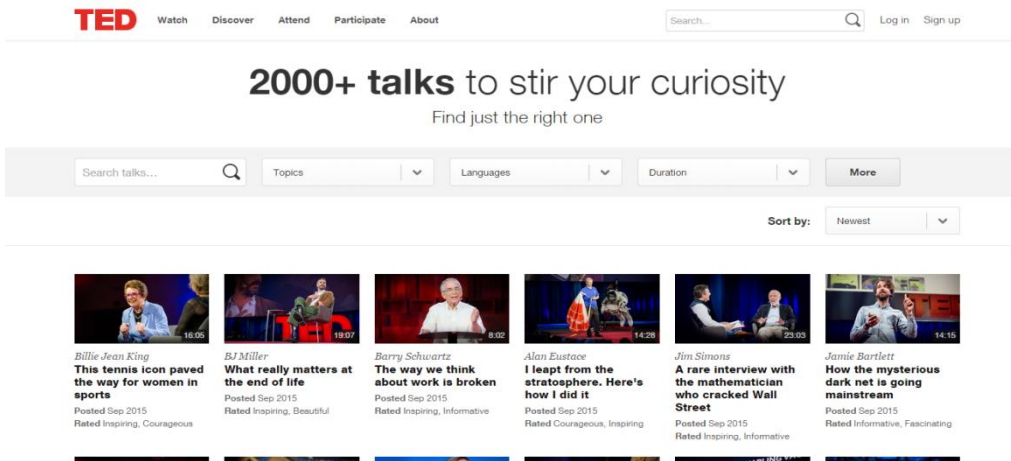 TED Watch Discover Attend Participate About Search... Log in Sign up
2000+ talks to stir your curiosity
Find just the right one
Search talks... Topics Languages Duration More
Sort by: Newest
16:05 19:07 8:02 14:28 23:03 14:15
Billie Jean King
This tennis icon paved
the way for women in
sports
Posted Sep 2015
Rated Inspiring, Courageous
BJ Miller
What really matters at
the end of life
Posted Sep 2015
Rated Inspiring, Beautiful
Barry Schwartz
The way we think
about work is broken
Posted Sep 2015
Rated Inspiring, Informative
Alan Eustace
I leapt from the
stratosphere. Here's
how I did it
Posted Sep 2015
Rated Courageous, Inspiring
Jim Simons
A rare interview with
the mathematician
who cracked Wall
Street
Posted Sep 2015
Rated Inspiring, Informative
Jamie Bartlett
How the mysterious
dark net is going
mainstream
Posted Sep 2015
Rated Informative, Fascinating